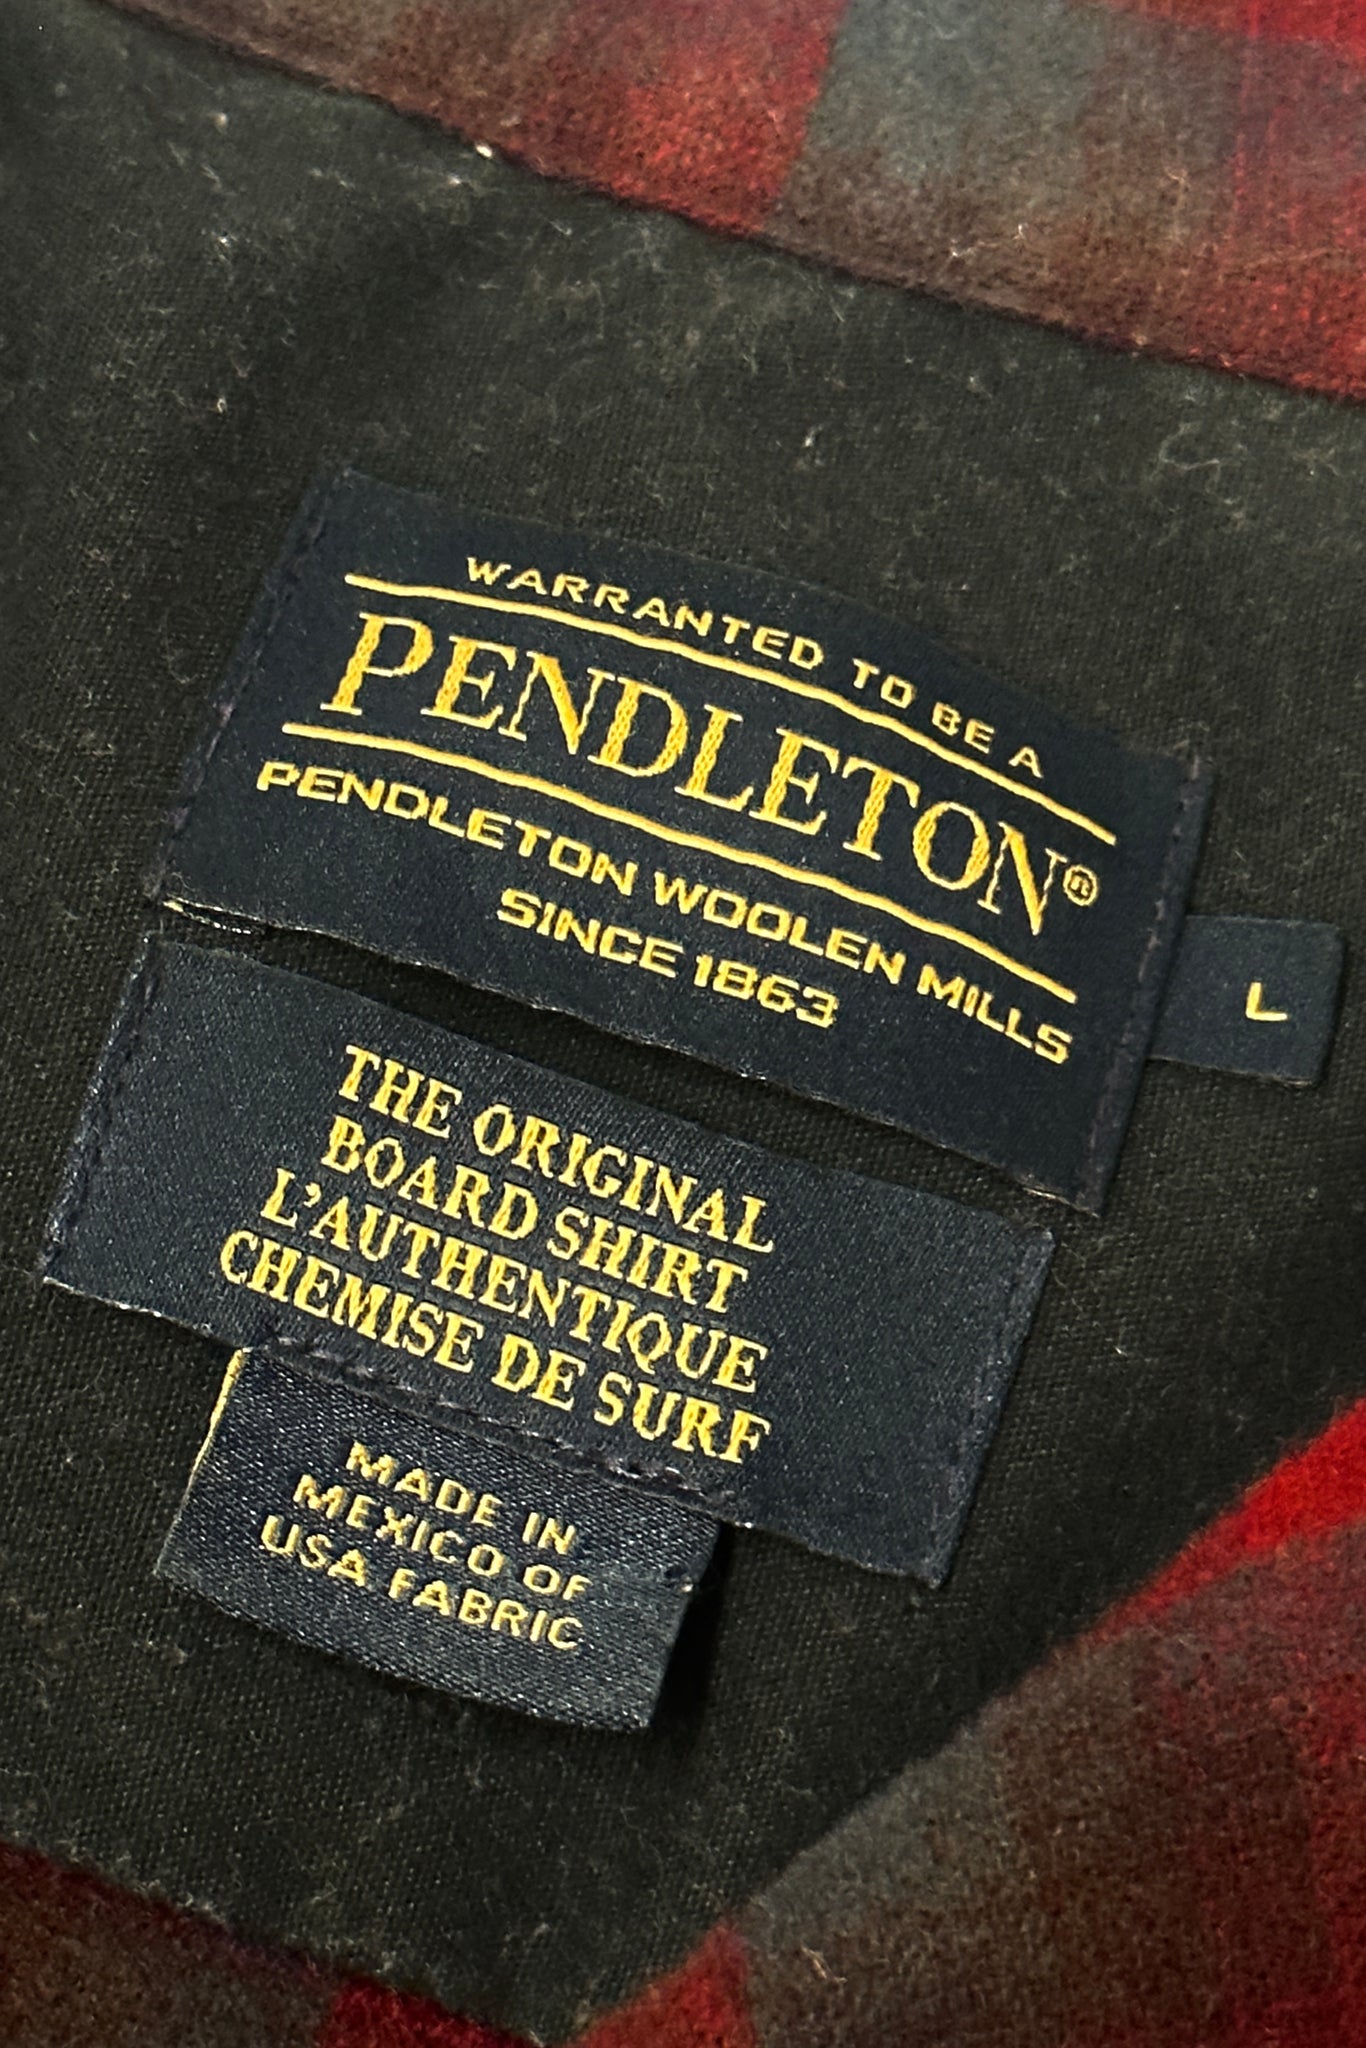 WARRANTED TO BE A
PENDLETON®
PENDLETON WOOLEN MILLS
SINCE 1863
L
THE ORIGINAL
BOARD SHIRT
L'AUTHENTIQUE
CHEMISE DE SURF
MADE IN
MEXICO OF
USA FABRIC